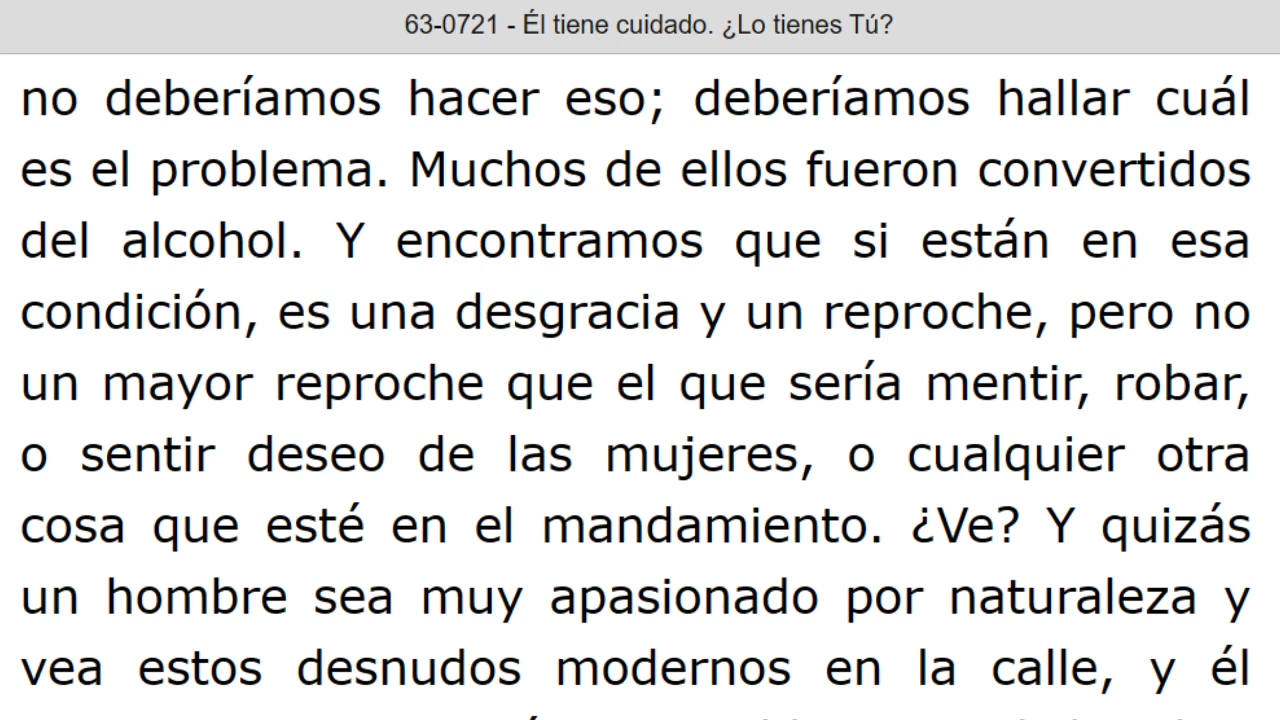 63-0721 - Él tiene cuidado. ¿Lo tienes Tú?
no deberíamos hacer eso; deberíamos hallar cuál
es el problema. Muchos de ellos fueron convertidos
del alcohol. Y encontramos que si están en esa
condición, es una desgracia y un reproche, pero no
un mayor reproche que el que sería mentir, robar,
o sentir deseo de las mujeres, o cualquier otra
cosa que esté en el mandamiento. ¿Ve? Y quizás
un hombre sea muy apasionado por naturaleza y
vea estos desnudos modernos en la calle, y él